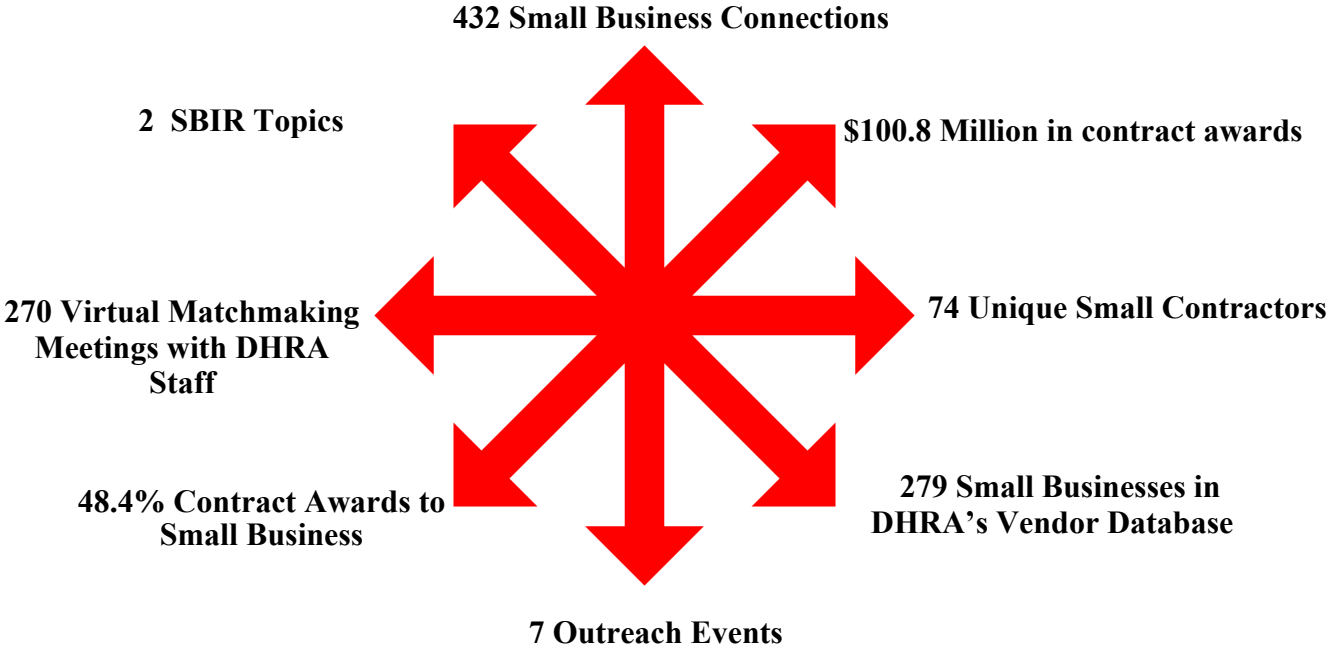 432 Small Business Connections
2 SBIR Topics
$100.8 Million in contract awards
270 Virtual Matchmaking
Meetings with DHRA
Staff
74 Unique Small Contractors
48.4% Contract Awards to
Small Business
279 Small Businesses in
DHRA’s Vendor Database
7 Outreach Events